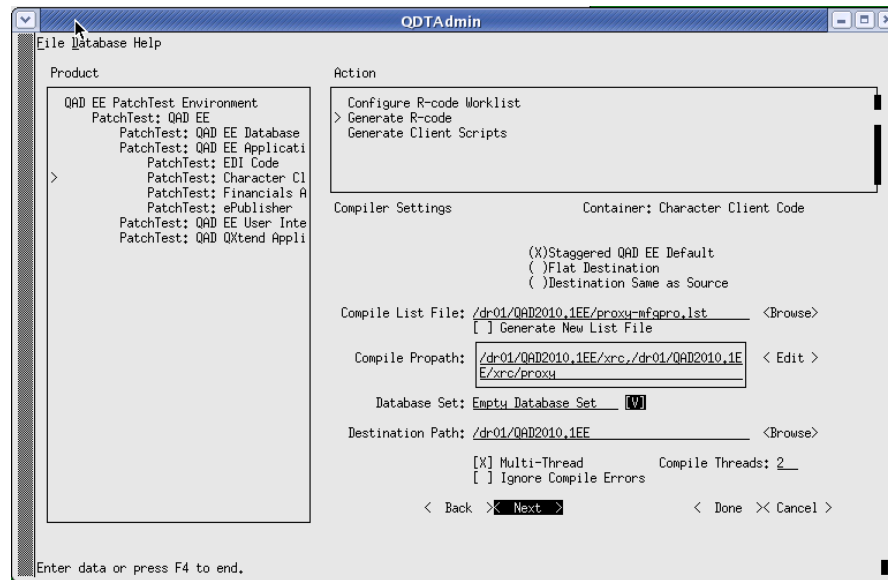 QDTAdmin
File Database Help
Product
QAD EE PatchTest Environment
PatchTest: QAD EE
PatchTest: QAD EE Database
PatchTest: QAD EE Applicati
PatchTest: EDI Code
> PatchTest: Character Cl
PatchTest: Financials A
PatchTest: ePublisher
PatchTest: QAD EE User Inte
PatchTest: QAD QXtend Appli
Action
Configure R-code Worklist
> Generate R-code
Generate Client Scripts
Compiler Settings Container: Character Client Code
(X)Staggered QAD EE Default
( )Flat Destination
( )Destination Same as Source
Compile List File: /dr01/QAD2010.1EE/proxy-mfgpro.lst <Browse>
[ ] Generate New List File
Compile Propath: /dr01/QAD2010.1EE/xrc,/dr01/QAD2010.1E < Edit >
E/xrc/proxy
Database Set: Empty Database Set [V]
Destination Path: /dr01/QAD2010.1EE <Browse>
[X] Multi-Thread Compile Threads: 2
[ ] Ignore Compile Errors
< Back >< Next > < Done >< Cancel >
Enter data or press F4 to end.